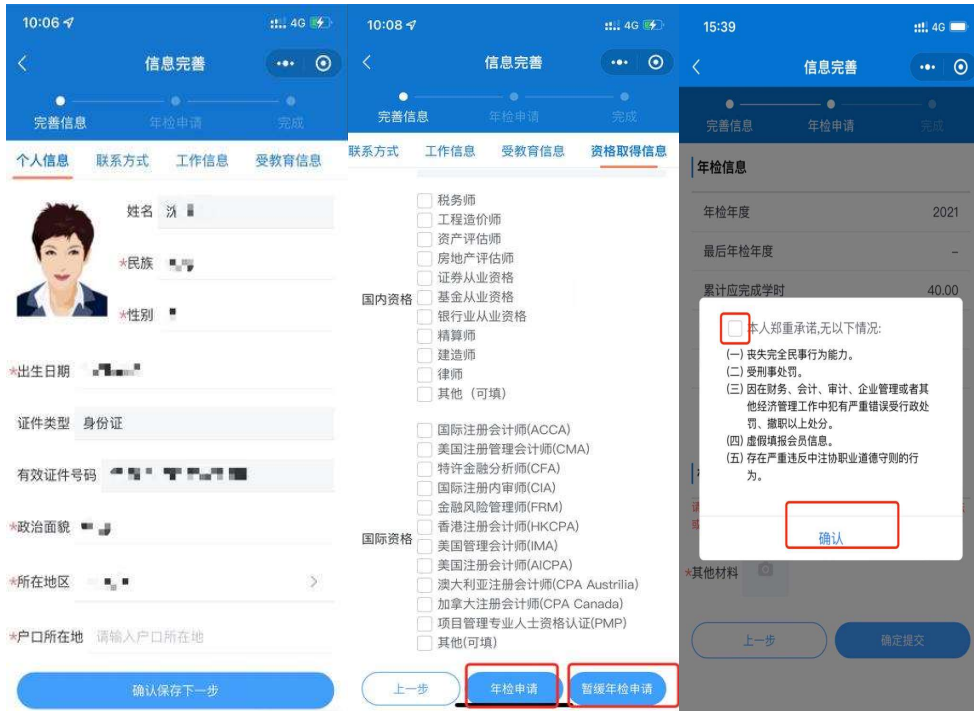 10:06
4G
信息完善
完善信息
年检申请
完成
个人信息
联系方式
工作信息
受教育信息
姓名
*民族
*性别
*出生日期
证件类型 身份证
有效证件号码
*政治面貌
*所在地区
*户口所在地 请输入户口所在地
确认保存下一步
10:08
4G
信息完善
完善信息
年检申请
完成
联系方式
工作信息
受教育信息
资格取得信息
国内资格
税务师
工程造价师
资产评估师
房地产评估师
证券从业资格
基金从业资格
银行业从业资格
精算师
建造师
律师
其他（可填）
国际资格
国际注册会计师(ACCA)
美国注册管理会计师(CMA)
特许金融分析师(CFA)
国际注册内审师(CIA)
金融风险管理师(FRM)
香港注册会计师(HKCPA)
美国管理会计师(IMA)
美国注册会计师(AICPA)
澳大利亚注册会计师(CPA Austrilia)
加拿大注册会计师(CPA Canada)
项目管理专业人士资格认证(PMP)
其他(可填)
上一步
年检申请
暂缓年检申请
15:39
4G
信息完善
完善信息
年检申请
完成
年检信息
年检年度 2021
最后年检年度 –
累计应完成学时 40.00
本人郑重承诺,无以下情况:
(一) 丧失完全民事行为能力。
(二) 受刑事处罚。
(三) 因在财务、会计、审计、企业管理或者其
他经济管理工作中犯有严重错误受行政处
罚、撤职以上处分。
(四) 虚假填报会员信息。
(五) 存在严重违反中注协职业道德守则的行
为。
确认
*其他材料
上一步
确定提交